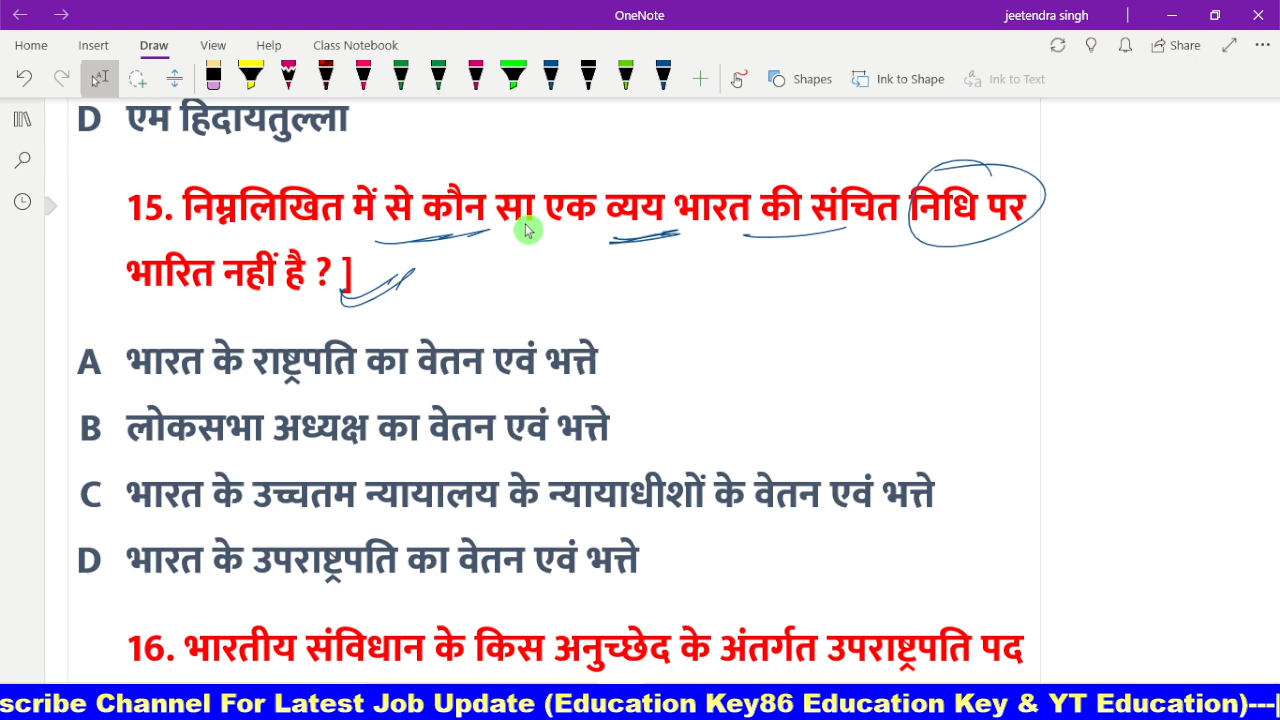 OneNote
jeetendra singh
Home Insert Draw View Help Class Notebook
Share
Shapes
Ink to Shape
Ink to Text
D एम हिदायतुल्ला
15. निम्नलिखित में से कौन सा एक व्यय भारत की संचित निधि पर
भारित नहीं है ? ]
A भारत के राष्ट्रपति का वेतन एवं भत्ते
B लोकसभा अध्यक्ष का वेतन एवं भत्ते
C भारत के उच्चतम न्यायालय के न्यायाधीशों के वेतन एवं भत्ते
D भारत के उपराष्ट्रपति का वेतन एवं भत्ते
16. भारतीय संविधान के किस अनुच्छेद के अंतर्गत उपराष्ट्रपति पद
scribe Channel For Latest Job Update (Education Key86 Education Key & YT Education)---|